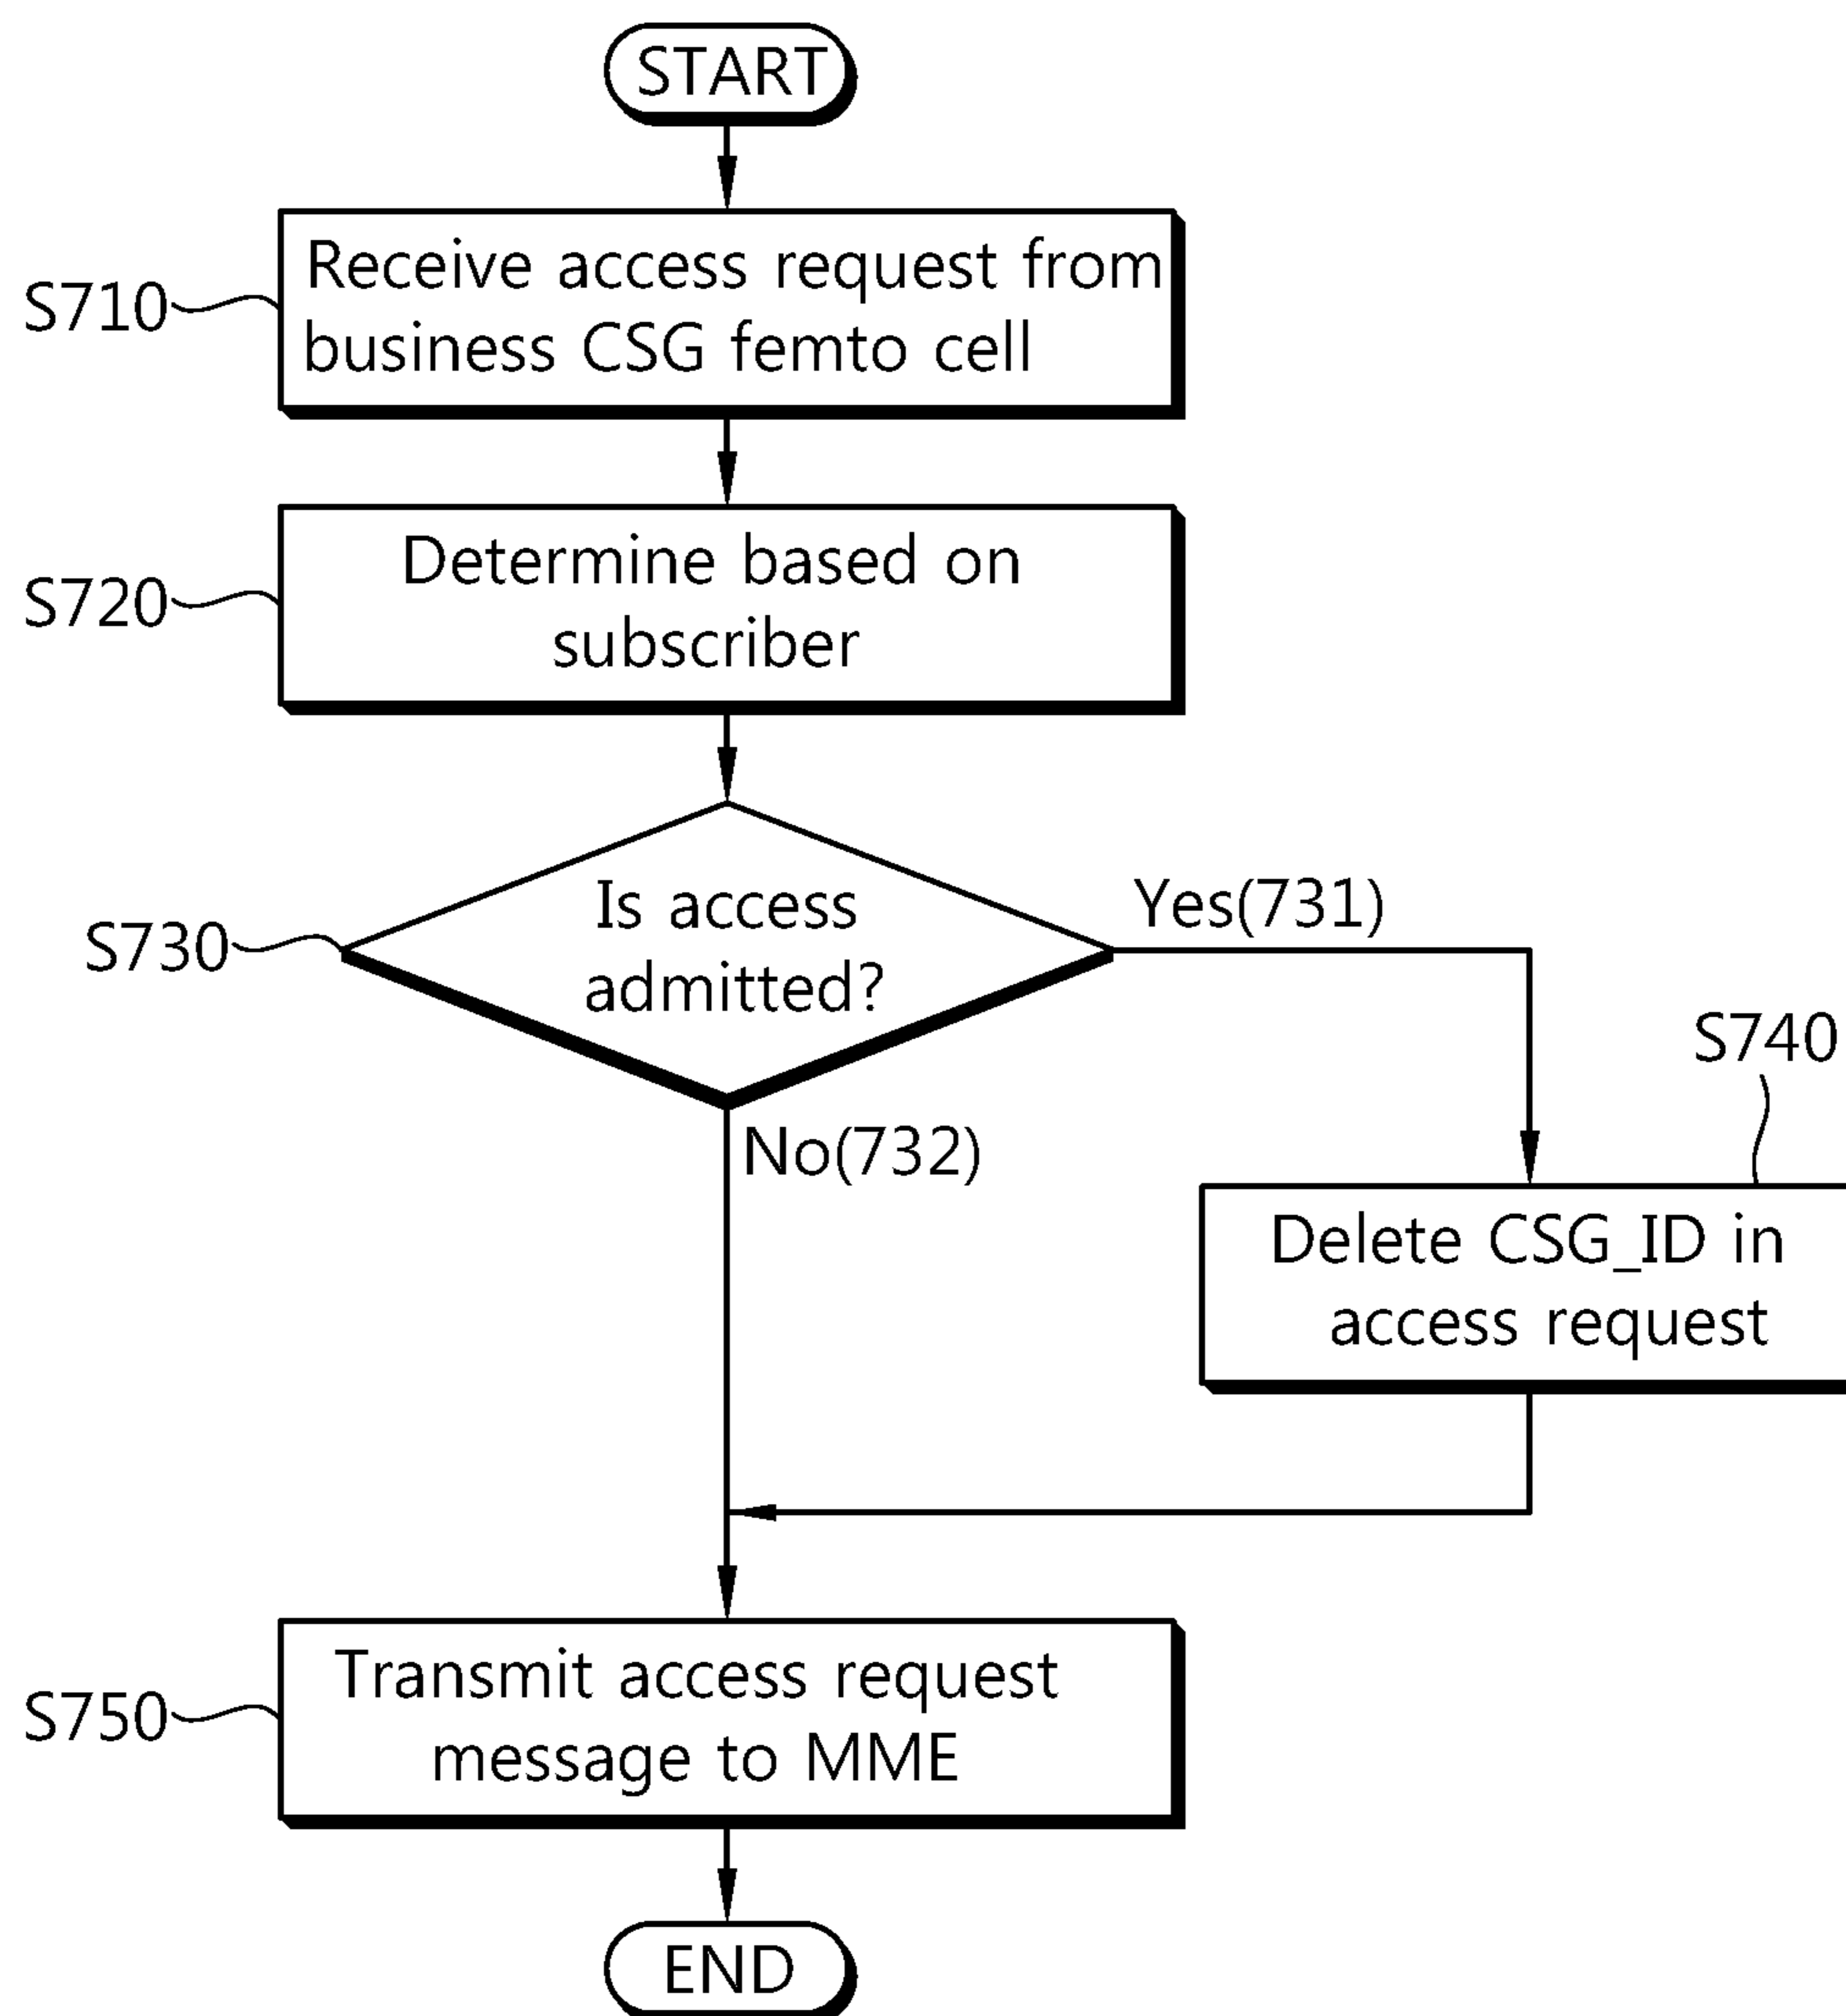 START
S710
Receive access request from
business CSG femto cell
S720
Determine based on
subscriber
S730
Is access
admitted?
Yes(731)
No(732)
S740
Delete CSG_ID in
access request
S750
Transmit access request
message to MME
END